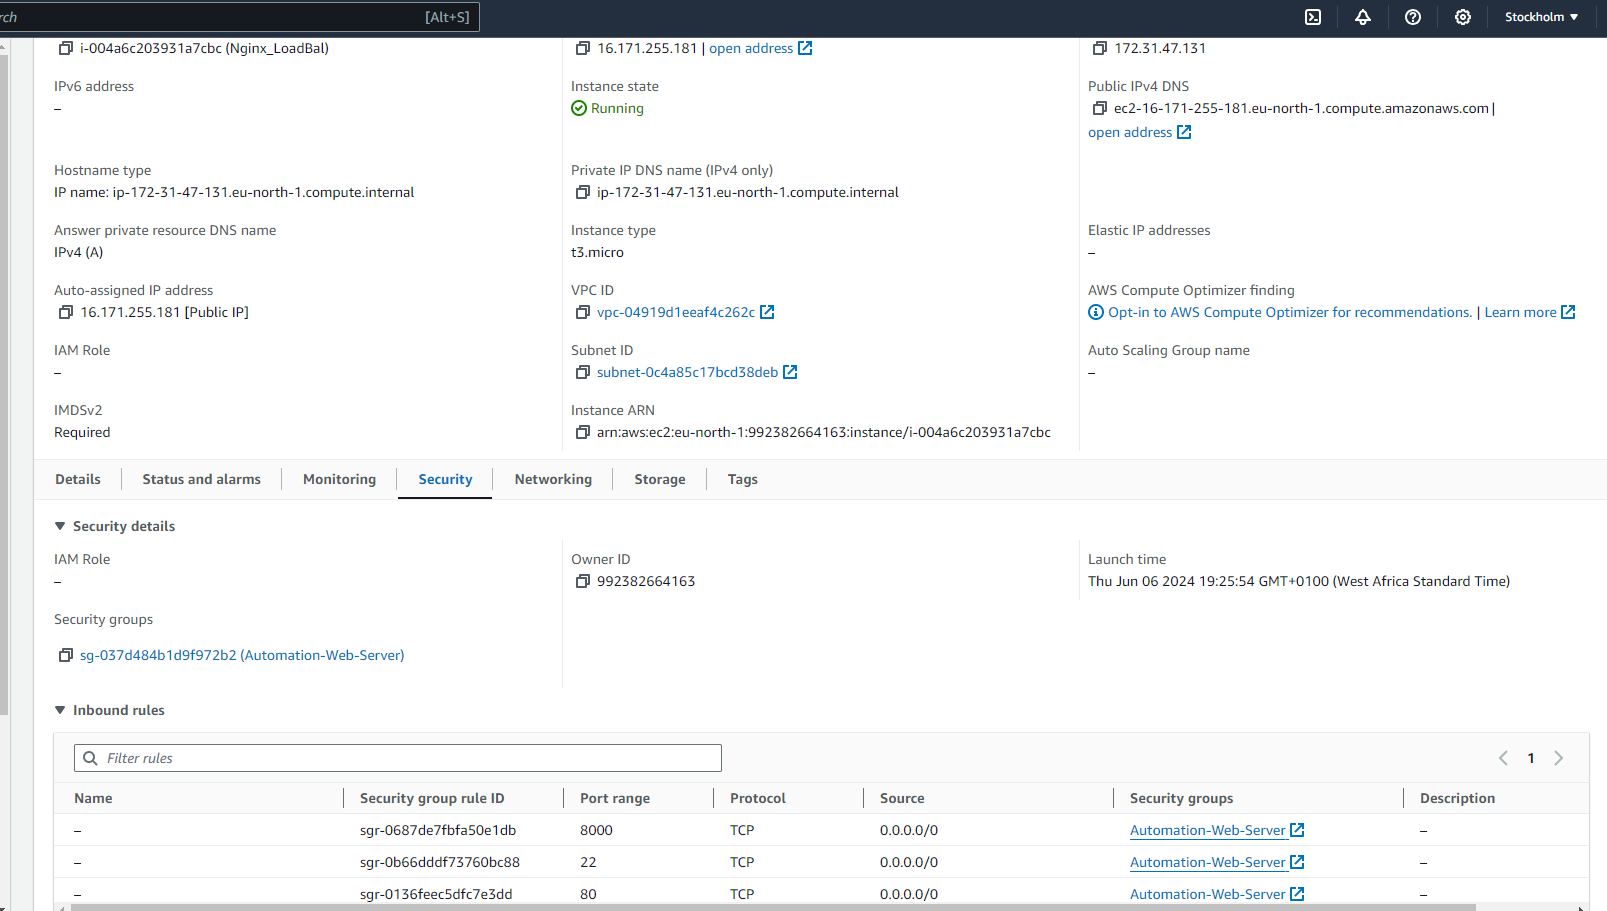 rch [Alt+S] Stockholm
i-004a6c203931a7cbc (Nginx_LoadBal) 16.171.255.181 | open address 172.31.47.131
IPv6 address Instance state Public IPv4 DNS
– Running ec2-16-171-255-181.eu-north-1.compute.amazonaws.com |
open address
Hostname type Private IP DNS name (IPv4 only)
IP name: ip-172-31-47-131.eu-north-1.compute.internal ip-172-31-47-131.eu-north-1.compute.internal
Answer private resource DNS name Instance type Elastic IP addresses
IPv4 (A) t3.micro –
Auto-assigned IP address VPC ID AWS Compute Optimizer finding
16.171.255.181 [Public IP] vpc-04919d1eeaf4c262c Opt-in to AWS Compute Optimizer for recommendations. | Learn more
IAM Role Subnet ID Auto Scaling Group name
– subnet-0c4a85c17bcd38deb –
IMDSv2 Instance ARN
Required arn:aws:ec2:eu-north-1:992382664163:instance/i-004a6c203931a7cbc
Details Status and alarms Monitoring Security Networking Storage Tags
Security details
IAM Role Owner ID Launch time
– 992382664163 Thu Jun 06 2024 19:25:54 GMT+0100 (West Africa Standard Time)
Security groups
sg-037d484b1d9f972b2 (Automation-Web-Server)
Inbound rules
Filter rules 1
Name Security group rule ID Port range Protocol Source Security groups Description
– sgr-0687de7fbfa50e1db 8000 TCP 0.0.0.0/0 Automation-Web-Server –
– sgr-0b66dddf73760bc88 22 TCP 0.0.0.0/0 Automation-Web-Server –
– sgr-0136feec5dfc7e3dd 80 TCP 0.0.0.0/0 Automation-Web-Server –